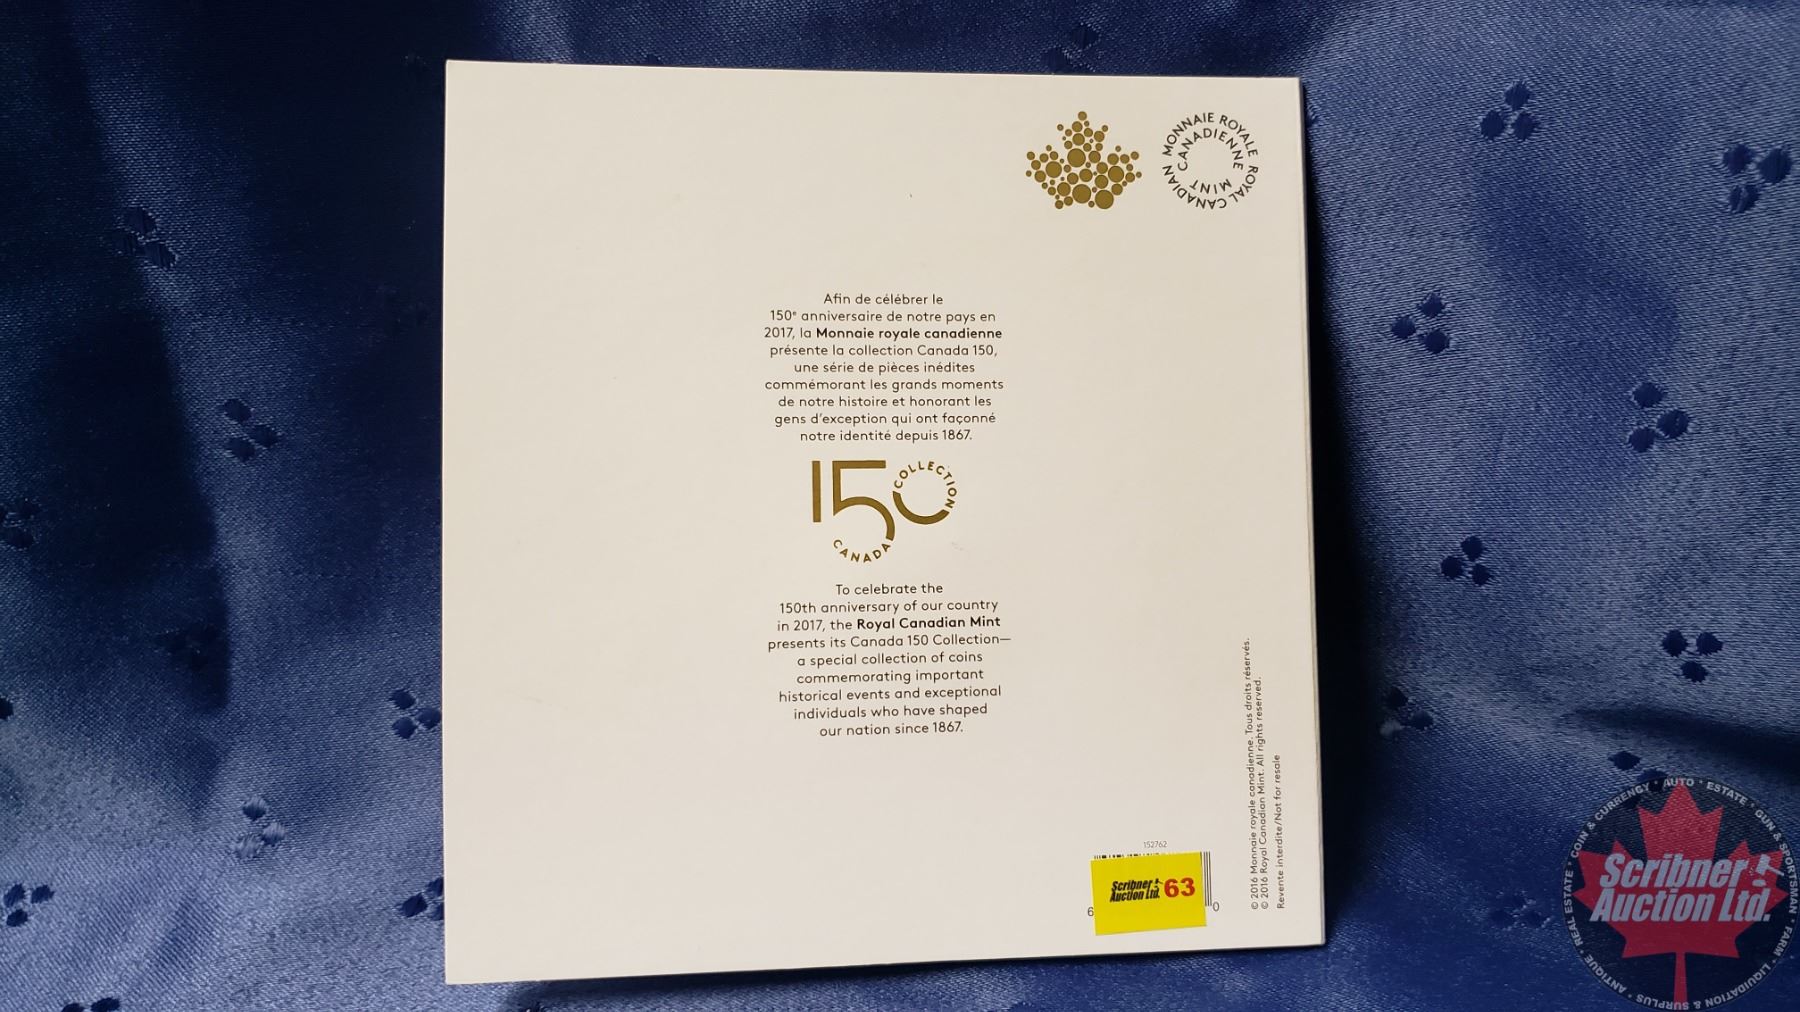 MONNAIE ROYALE CANADIENNE
ROYAL CANADIAN MINT
Afin de célébrer le
150e anniversaire de notre pays en
2017, la Monnaie royale canadienne
présente la collection Canada 150,
une série de pièces inédites
commémorant les grands moments
de notre histoire et honorant les
gens d'exception qui ont façonné
notre identité depuis 1867.
150
COLLECTION
CANADA
To celebrate the
150th anniversary of our country
in 2017, the Royal Canadian Mint
presents its Canada 150 Collection—
a special collection of coins
commemorating important
historical events and exceptional
individuals who have shaped
our nation since 1867.
© 2016 Monnaie royale canadienne. Tous droits réservés.
© 2016 Royal Canadian Mint. All rights reserved.
Revente interdite/Not for resale
152762
6 0
Scribner
Auction Ltd. 63
ANTIQUE * REAL ESTATE * COIN & CURRENCY * AUTO * ESTATE * GUN & SPORTSMAN * FARM * LIQUIDATION & SURPLUS *
Scribner
Auction Ltd.